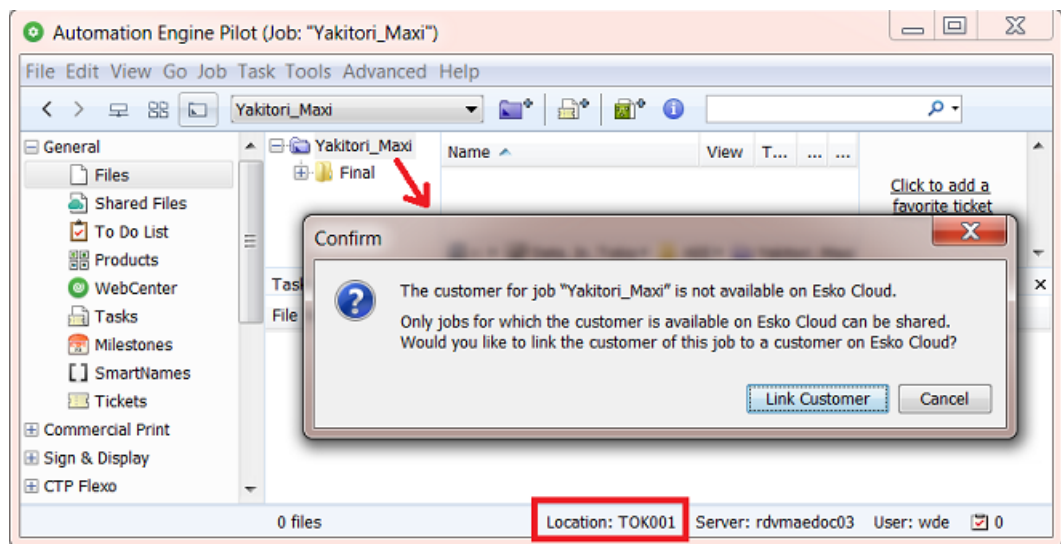 Automation Engine Pilot (Job: "Yakitori_Maxi")
File Edit View Go Job Task Tools Advanced Help
Yakitori_Maxi
General
Files
Shared Files
To Do List
Products
WebCenter
Tasks
Milestones
SmartNames
Tickets
Commercial Print
Sign & Display
CTP Flexo
Yakitori_Maxi
Final
Name View T... ... ...
Click to add a
favorite ticket
Confirm
The customer for job "Yakitori_Maxi" is not available on Esko Cloud.
Only jobs for which the customer is available on Esko Cloud can be shared.
Would you like to link the customer of this job to a customer on Esko Cloud?
Link Customer Cancel
File
0 files Location: TOK001 Server: rdvmaedoc03 User: wde 0